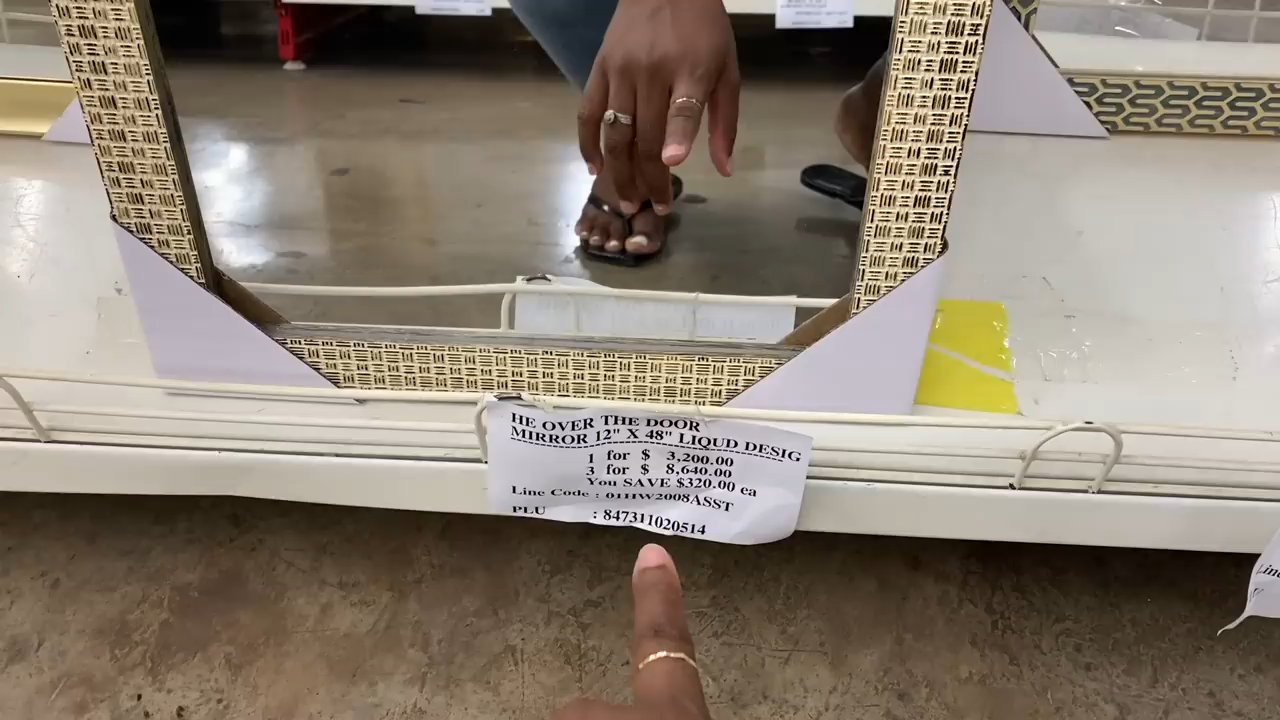 HE OVER THE DOOR
MIRROR 12" X 48" LIQUD DESIG
1 for $ 3,200.00
3 for $ 8,640.00
You SAVE $320.00 ea
Line Code : 01HW2008ASST
PLU : 847311020514
Line